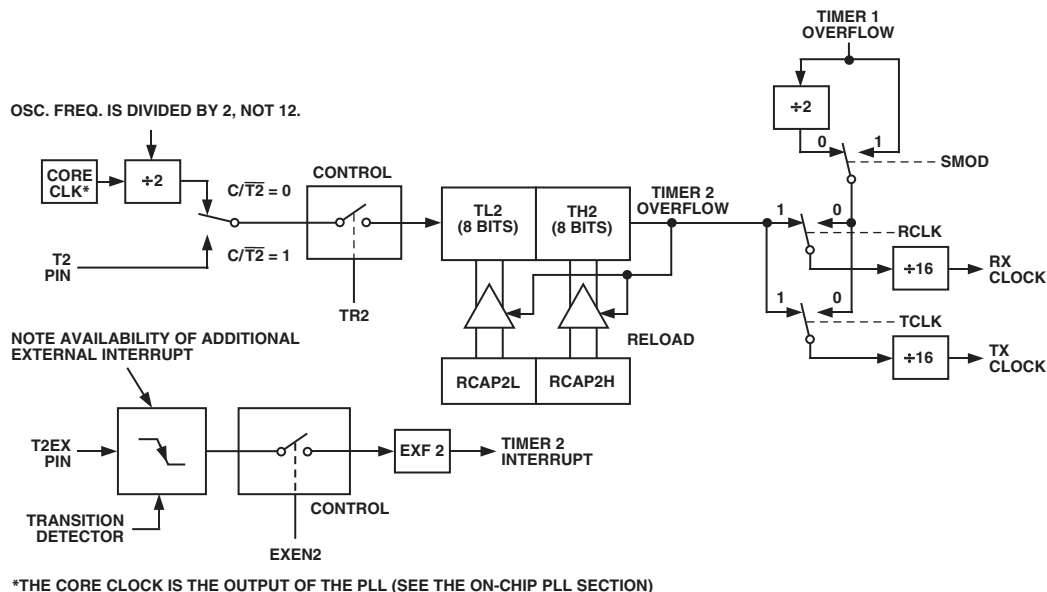 TIMER 1
OVERFLOW
÷2
0
1
SMOD
OSC. FREQ. IS DIVIDED BY 2, NOT 12.
CORE
CLK*
÷2
C/T2 = 0
C/T2 = 1
T2
PIN
CONTROL
TR2
TL2
(8 BITS)
TH2
(8 BITS)
TIMER 2
OVERFLOW
RELOAD
RCAP2L
RCAP2H
1
0
RCLK
÷16
RX
CLOCK
1
0
TCLK
÷16
TX
CLOCK
NOTE AVAILABILITY OF ADDITIONAL
EXTERNAL INTERRUPT
T2EX
PIN
TRANSITION
DETECTOR
CONTROL
EXEN2
EXF 2
TIMER 2
INTERRUPT
*THE CORE CLOCK IS THE OUTPUT OF THE PLL (SEE THE ON-CHIP PLL SECTION)